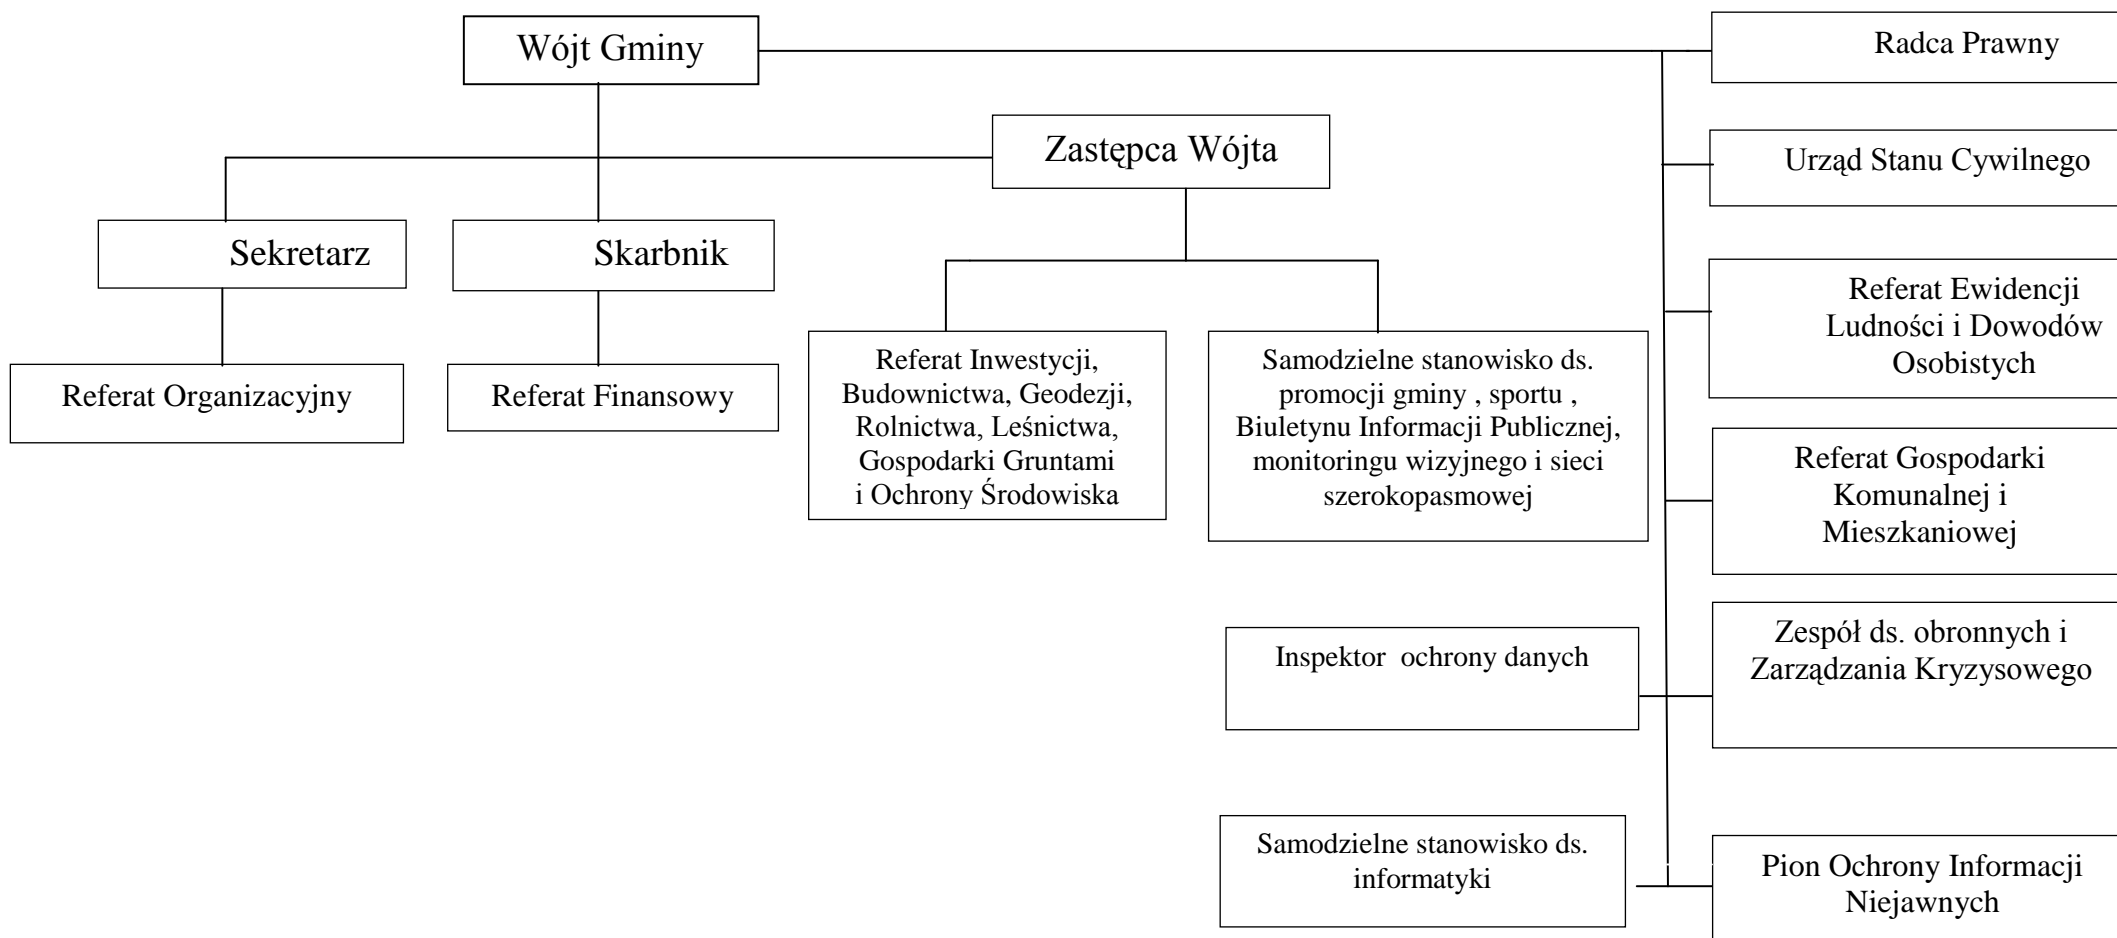 Wójt Gminy
Radca Prawny
Zastępca Wójta
Urząd Stanu Cywilnego
Sekretarz
Skarbnik
Referat Ewidencji
Ludności i Dowodów
Osobistych
Referat Organizacyjny
Referat Finansowy
Referat Inwestycji,
Budownictwa, Geodezji,
Rolnictwa, Leśnictwa,
Gospodarki Gruntami
i Ochrony Środowiska
Samodzielne stanowisko ds.
promocji gminy , sportu ,
Biuletynu Informacji Publicznej,
monitoringu wizyjnego i sieci
szerokopasmowej
Referat Gospodarki
Komunalnej i
Mieszkaniowej
Inspektor ochrony danych
Zespół ds. obronnych i
Zarządzania Kryzysowego
Samodzielne stanowisko ds.
informatyki
Pion Ochrony Informacji
Niejawnych